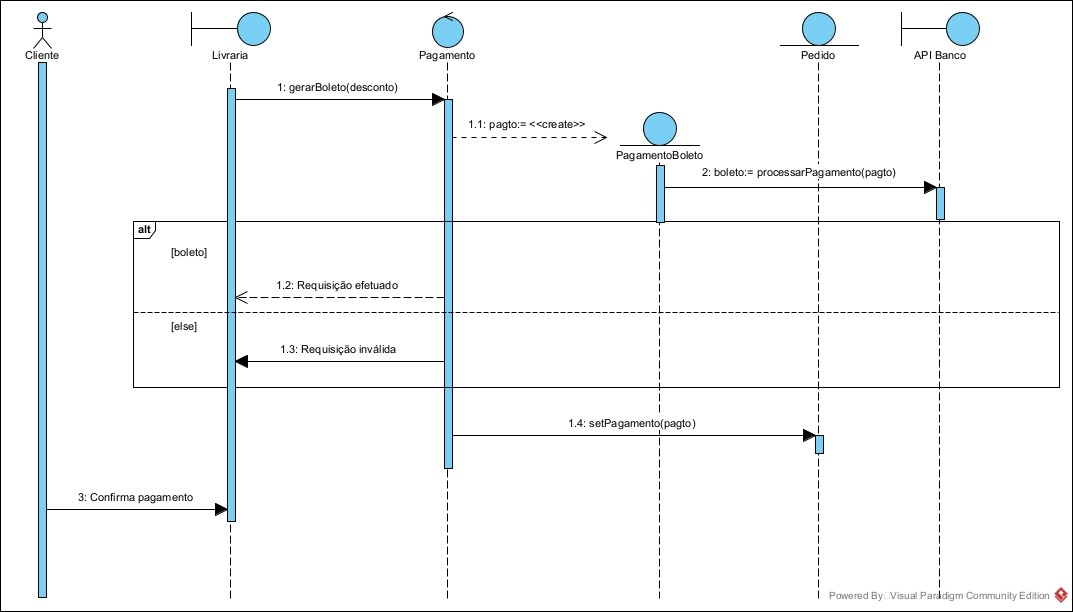 Cliente
Livraria
Pagamento
Pedido
API Banco
1: gerarBoleto(desconto)
1.1: pagto:= <<create>>
PagamentoBoleto
2: boleto:= processarPagamento(pagto)
alt
[boleto]
1.2: Requisição efetuado
[else]
1.3: Requisição inválida
1.4: setPagamento(pagto)
3: Confirma pagamento
Powered By Visual Paradigm Community Edition